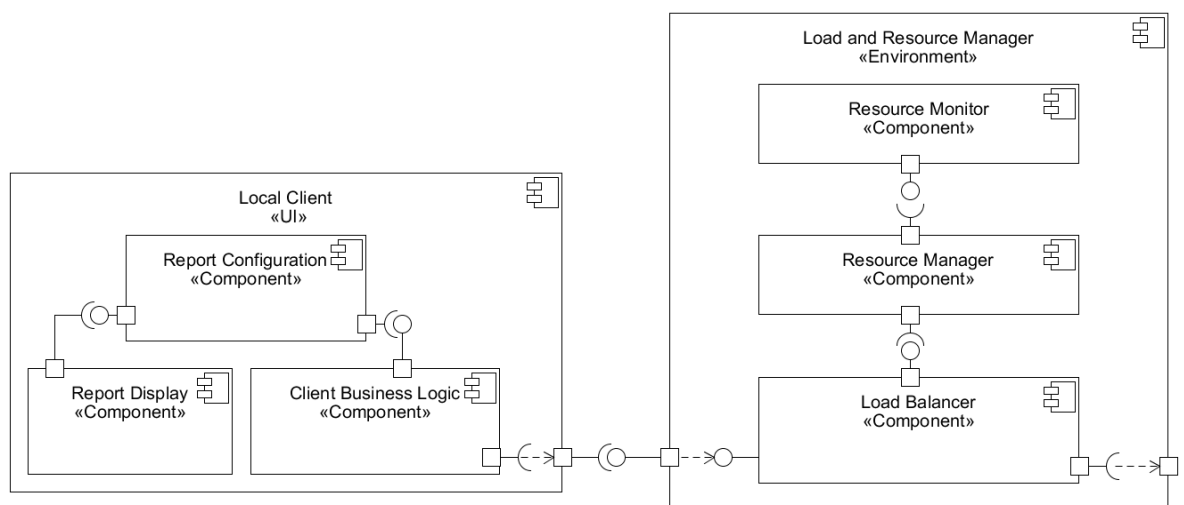 Load and Resource Manager
«Environment»
Resource Monitor
«Component»
Local Client
«UI»
Report Configuration
«Component»
Resource Manager
«Component»
Report Display
«Component»
Client Business Logic
«Component»
Load Balancer
«Component»